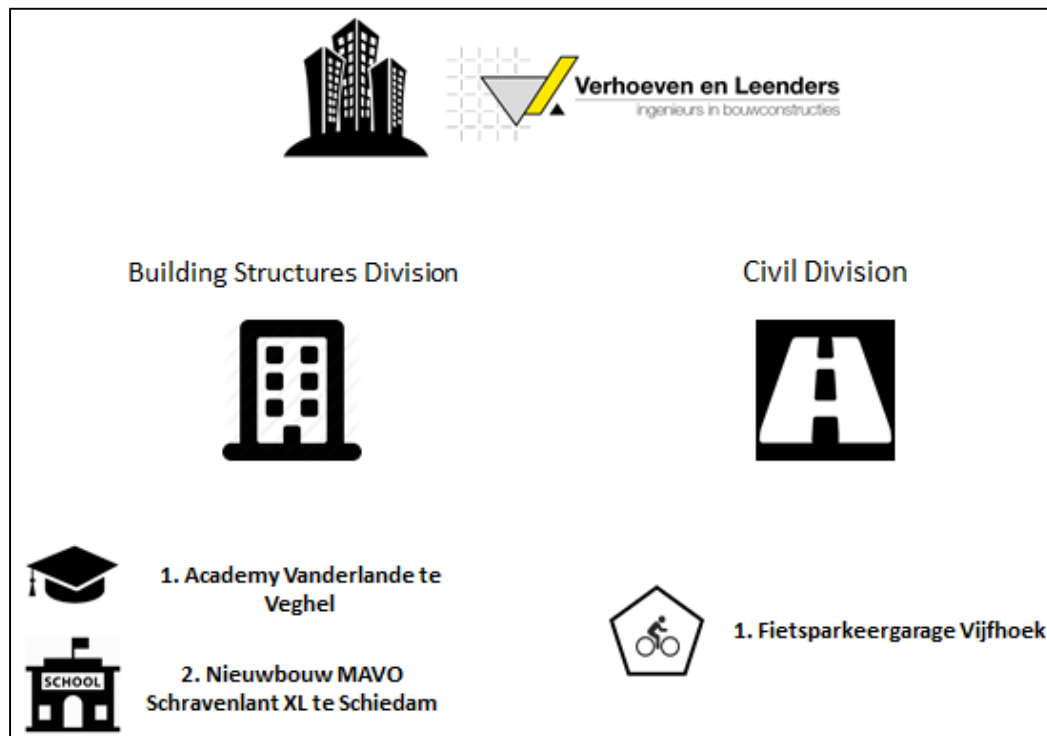 Verhoeven en Leenders
ingenieurs in bouwconstructies
Building Structures Division
Civil Division
1. Academy Vanderlande te
Veghel
SCHOOL
2. Nieuwbouw MAVO
Schravenlant XL te Schiedam
1. Fietsparkeergarage Vijfhoek